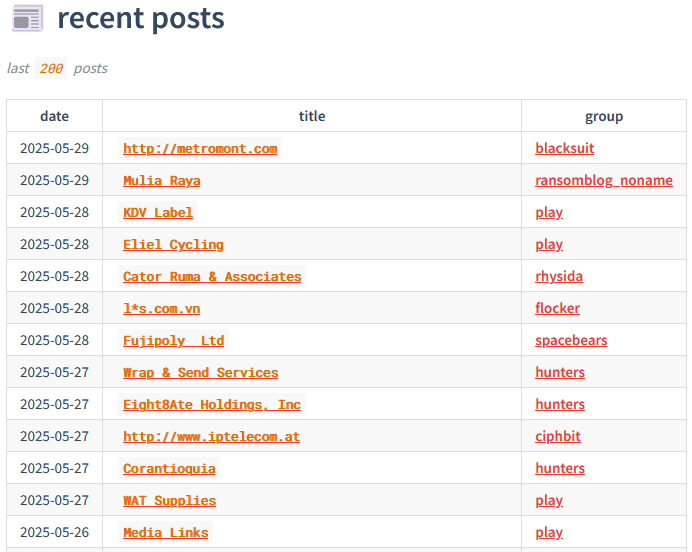 recent posts
last 200 posts
date title group
2025-05-29 http://metromont.com blacksuit
2025-05-29 Mulia Raya ransomblog_noname
2025-05-28 KDV Label play
2025-05-28 Eliel Cycling play
2025-05-28 Cator Ruma & Associates rhysida
2025-05-28 l*s.com.vn flocker
2025-05-28 Fujipoly  Ltd spacebears
2025-05-27 Wrap & Send Services hunters
2025-05-27 Eight8Ate Holdings, Inc hunters
2025-05-27 http://www.iptelecom.at ciphbit
2025-05-27 Corantioquia hunters
2025-05-27 WAT Supplies play
2025-05-26 Media Links play